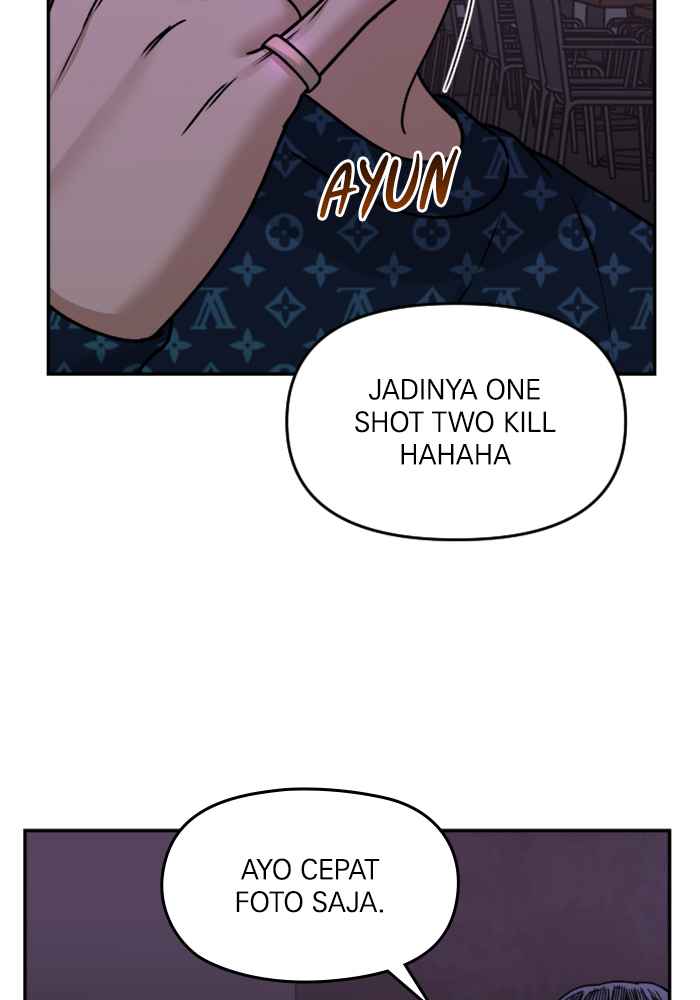 AYUN
JADINYA ONE
SHOT TWO KILL
HAHAHA
AYO CEPAT
FOTO SAJA.